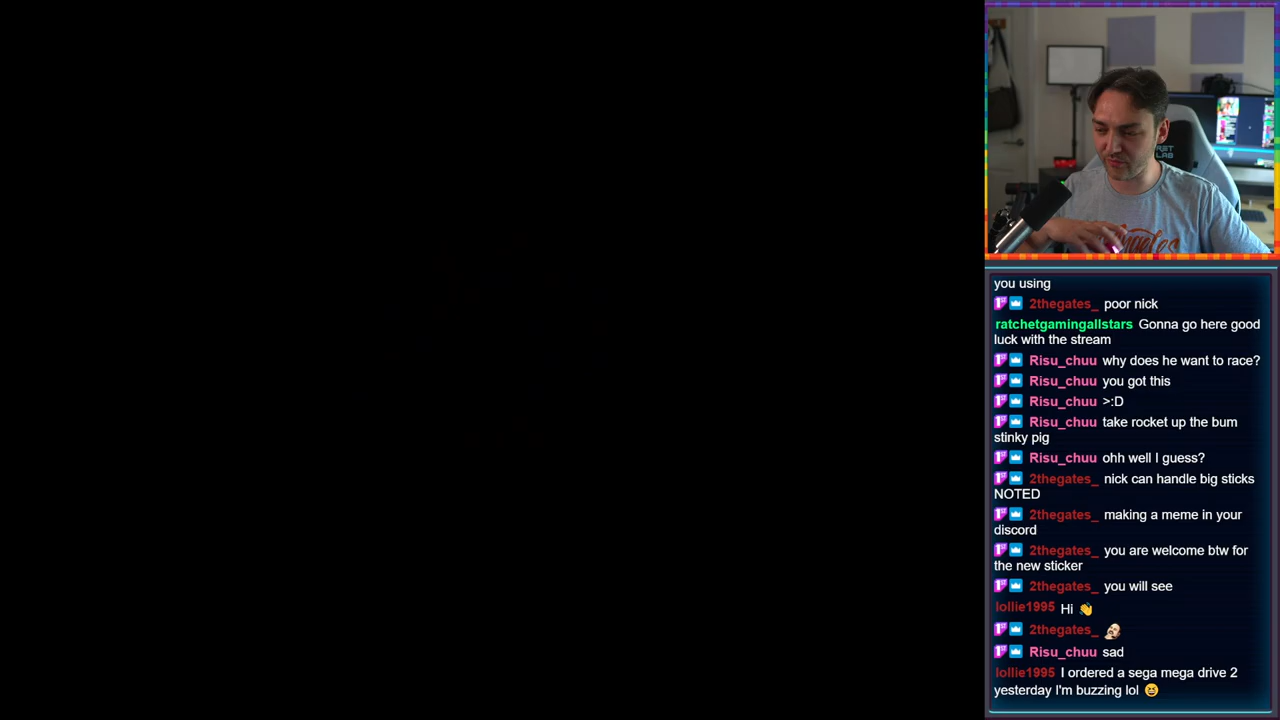 RET
LAB
you using
2thegates_ poor nick
ratchetgamingallstars Gonna go here good
luck with the stream
Risu_chuu why does he want to race?
Risu_chuu you got this
Risu_chuu >:D
Risu_chuu take rocket up the bum
stinky pig
Risu_chuu ohh well I guess?
2thegates_ nick can handle big sticks
NOTED
2thegates_ making a meme in your
discord
2thegates_ you are welcome btw for
the new sticker
2thegates_ you will see
lollie1995 Hi 👋
2thegates_
Risu_chuu sad
lollie1995 I ordered a sega mega drive 2
yesterday I'm buzzing lol 😆